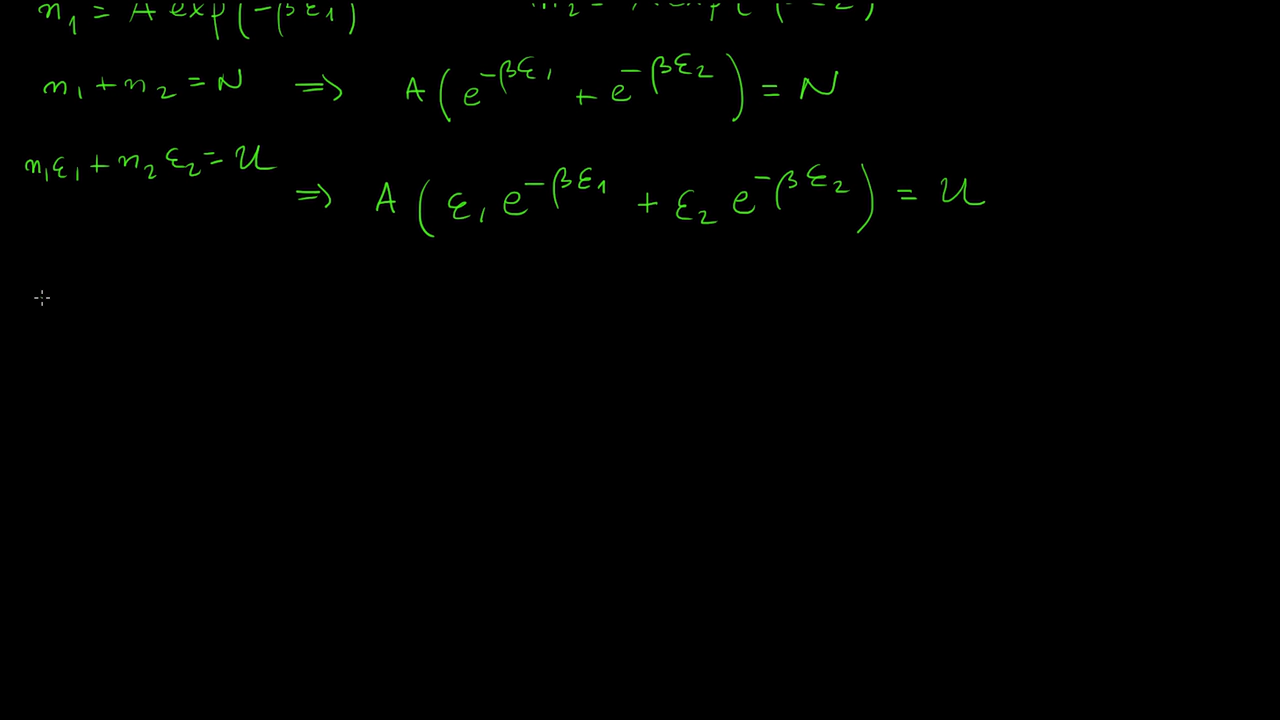 n₁ = A exp(-βε₁)
n₁ + n₂ = N ⟹ A(e^{-βε₁} + e^{-βε₂}) = N
n₁ε₁ + n₂ε₂ = U
⟹ A(ε₁e^{-βε₁} + ε₂e^{-βε₂}) = U